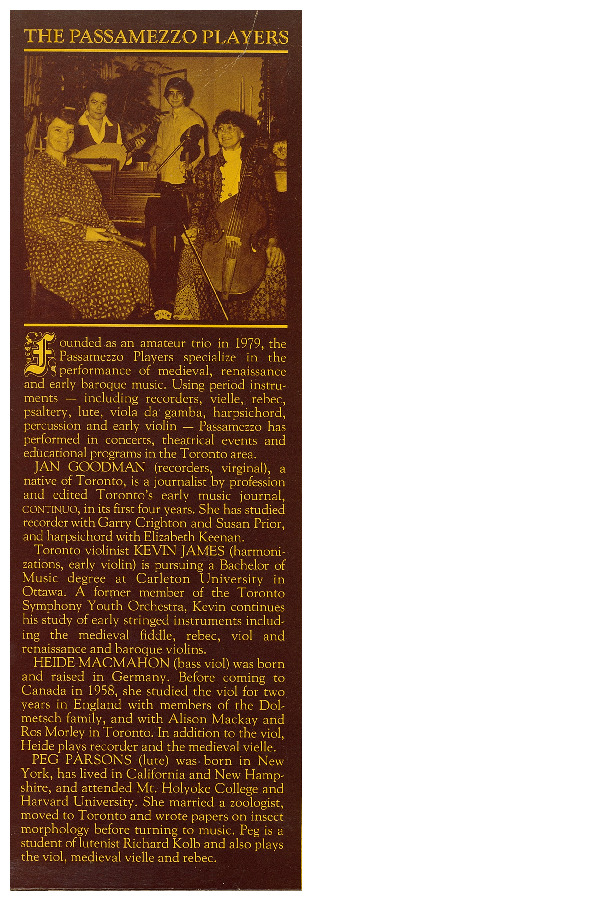 THE PASSAMEZZO PLAYERS
Founded as an amateur trio in 1979, the
Passamezzo Players specialize in the
performance of medieval, renaissance
and early baroque music. Using period instru-
ments — including recorders, vielle, rebec,
psaltery, lute, viola da gamba, harpsichord,
percussion and early violin — Passamezzo has
performed in concerts, theatrical events and
educational programs in the Toronto area.
JAN GOODMAN (recorders, virginal), a
native of Toronto, is a journalist by profession
and edited Toronto's early music journal,
CONTINUO, in its first four years. She has studied
recorder with Garry Crighton and Susan Prior,
and harpsichord with Elizabeth Keenan.
Toronto violinist KEVIN JAMES (harmoni-
zations, early violin) is pursuing a Bachelor of
Music degree at Carleton University in
Ottawa. A former member of the Toronto
Symphony Youth Orchestra, Kevin continues
his study of early stringed instruments includ-
ing the medieval fiddle, rebec, viol and
renaissance and baroque violins.
HEIDE MACMAHON (bass viol) was born
and raised in Germany. Before coming to
Canada in 1958, she studied the viol for two
years in England with members of the Dol-
metsch family, and with Alison Mackay and
Ros Morley in Toronto. In addition to the viol,
Heide plays recorder and the medieval vielle.
PEG PARSONS (lute) was born in New
York, has lived in California and New Hamp-
shire, and attended Mt. Holyoke College and
Harvard University. She married a zoologist,
moved to Toronto and wrote papers on insect
morphology before turning to music. Peg is a
student of lutenist Richard Kolb and also plays
the viol, medieval vielle and rebec.